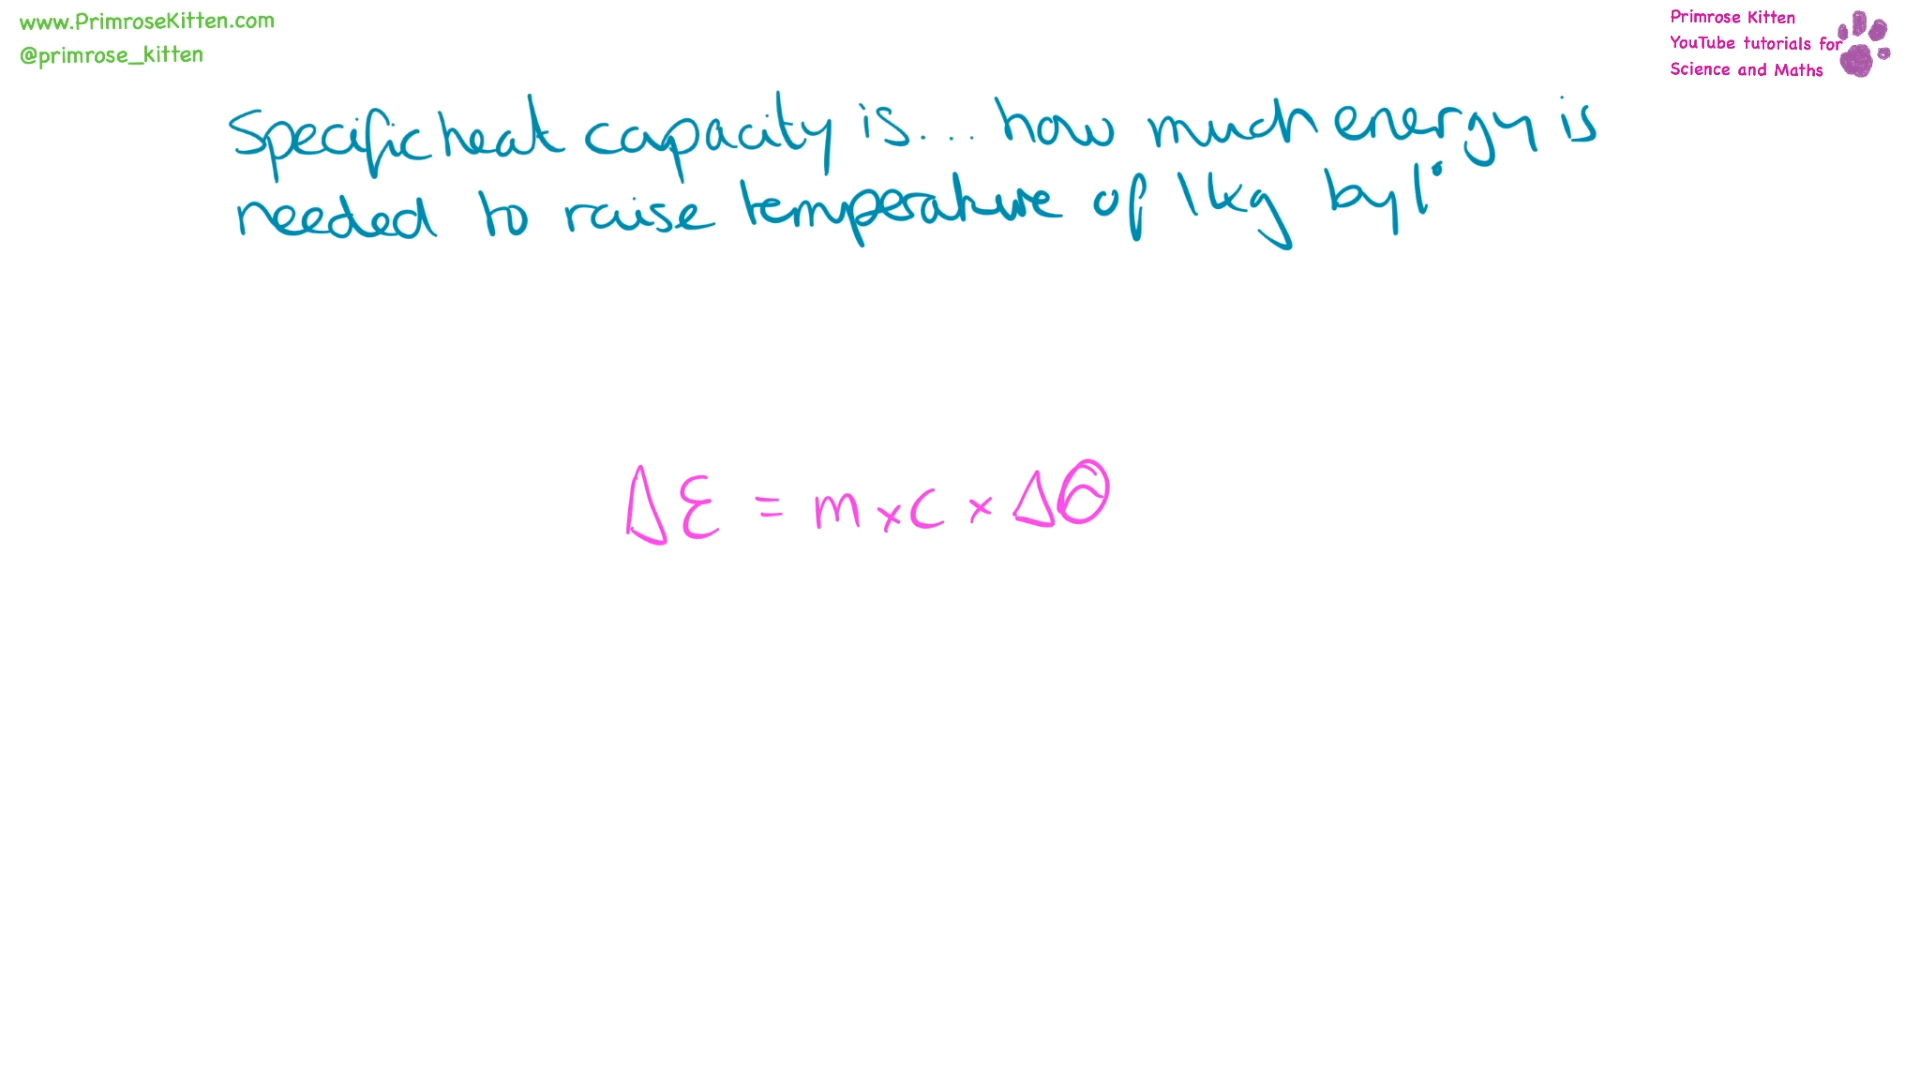 www.PrimroseKitten.com
@primrose_kitten
Primrose Kitten
YouTube tutorials for
Science and Maths
Specific heat capacity is... how much energy is
needed to raise temperature of 1kg by 1°
ΔE = m x c x Δθ